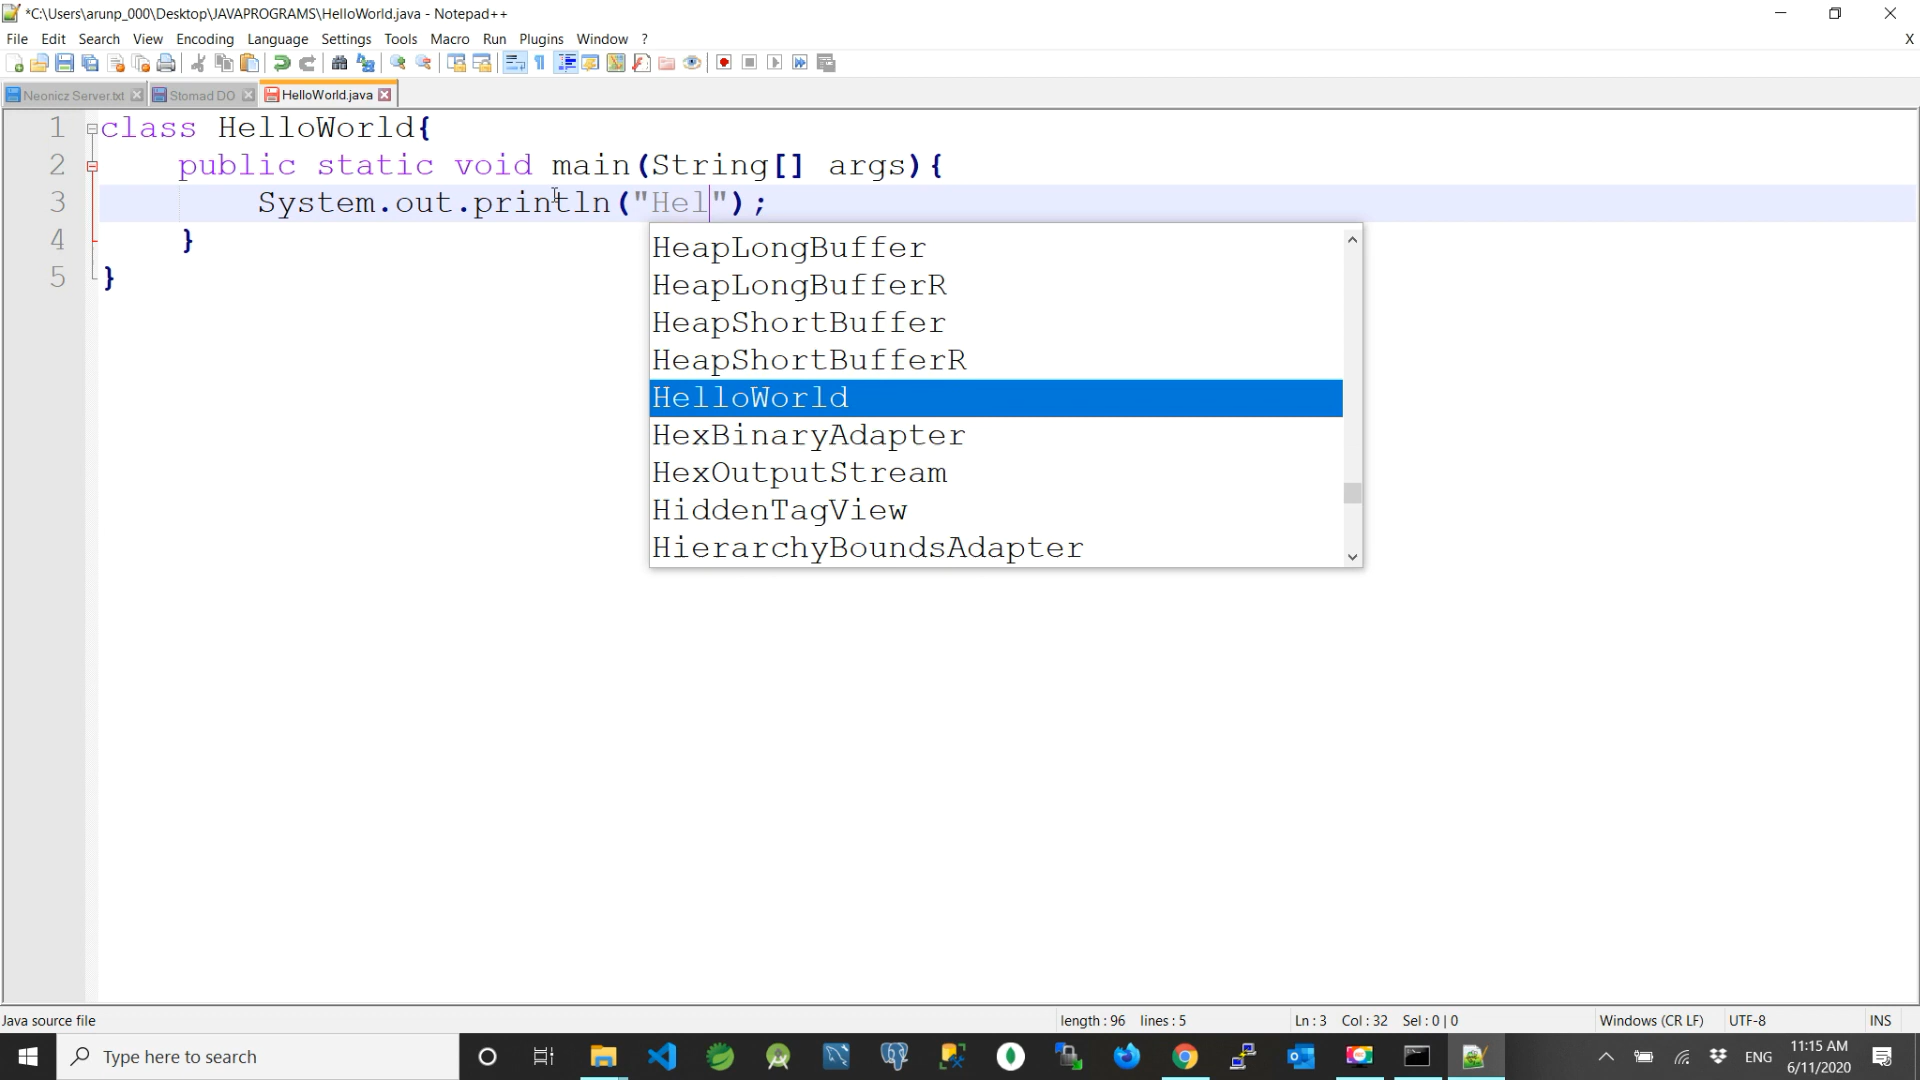 *C:\Users\arunp_000\Desktop\JAVAPROGRAMS\HelloWorld.java - Notepad++
File Edit Search View Encoding Language Settings Tools Macro Run Plugins Window ? X
Neonicz Server.txt Stomad DO HelloWorld.java
1 class HelloWorld{
2 public static void main(String[] args){
3 System.out.println("Hel");
4 }
5 }
HeapLongBuffer
HeapLongBufferR
HeapShortBuffer
HeapShortBufferR
HelloWorld
HexBinaryAdapter
HexOutputStream
HiddenTagView
HierarchyBoundsAdapter
Java source file length : 96 lines : 5 Ln : 3 Col : 32 Sel : 0 | 0 Windows (CR LF) UTF-8 INS
Type here to search ENG 11:15 AM
6/11/2020